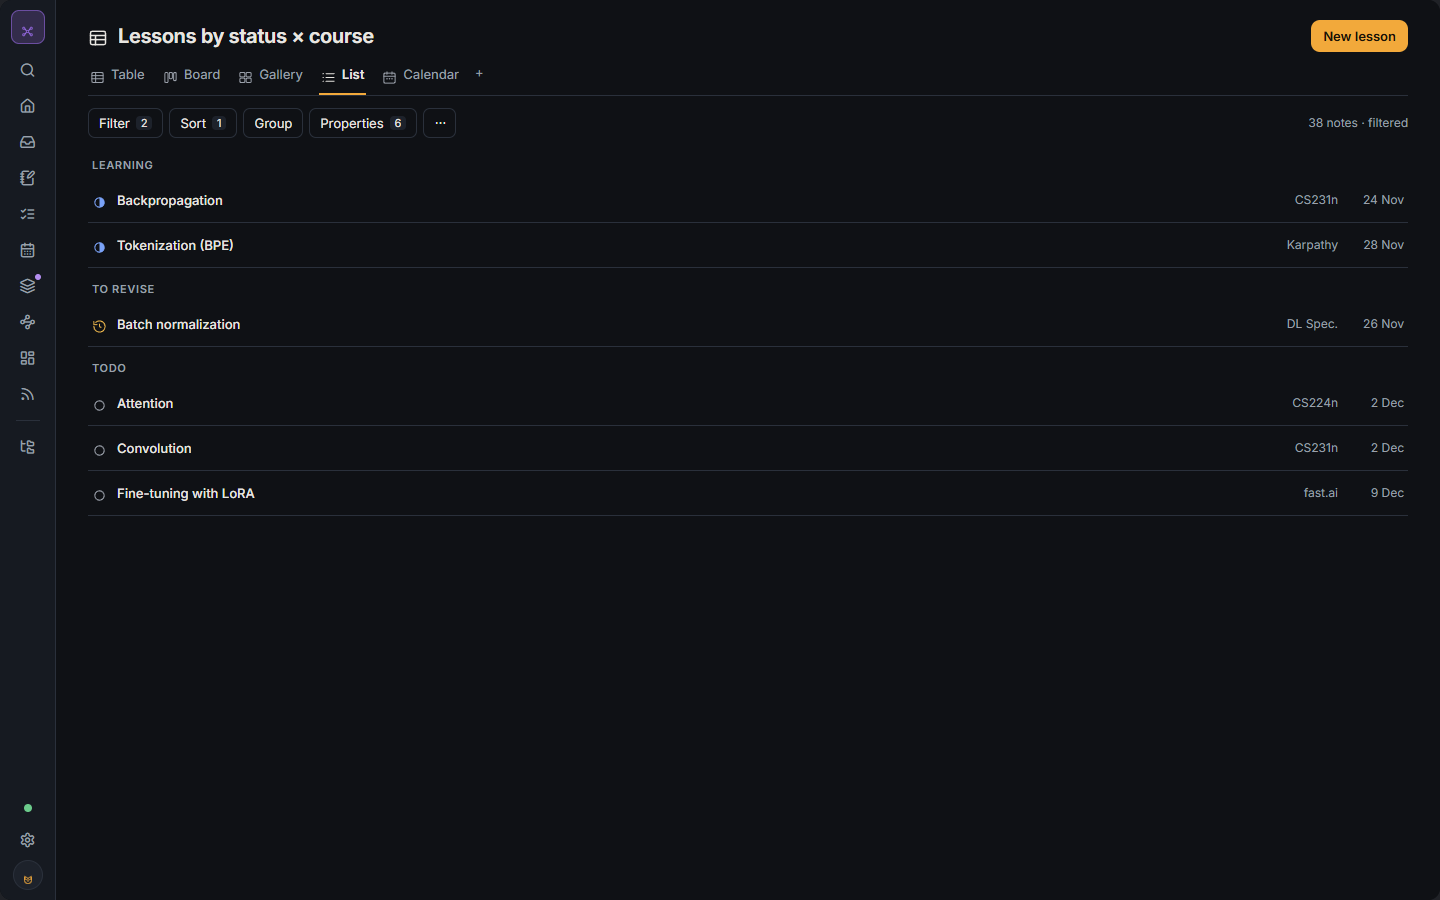 Lessons by status × course
New lesson
Table Board Gallery List Calendar +
Filter 2 Sort 1 Group Properties 6 ···
38 notes · filtered
LEARNING
Backpropagation CS231n 24 Nov
Tokenization (BPE) Karpathy 28 Nov
TO REVISE
Batch normalization DL Spec. 26 Nov
TODO
Attention CS224n 2 Dec
Convolution CS231n 2 Dec
Fine-tuning with LoRA fast.ai 9 Dec